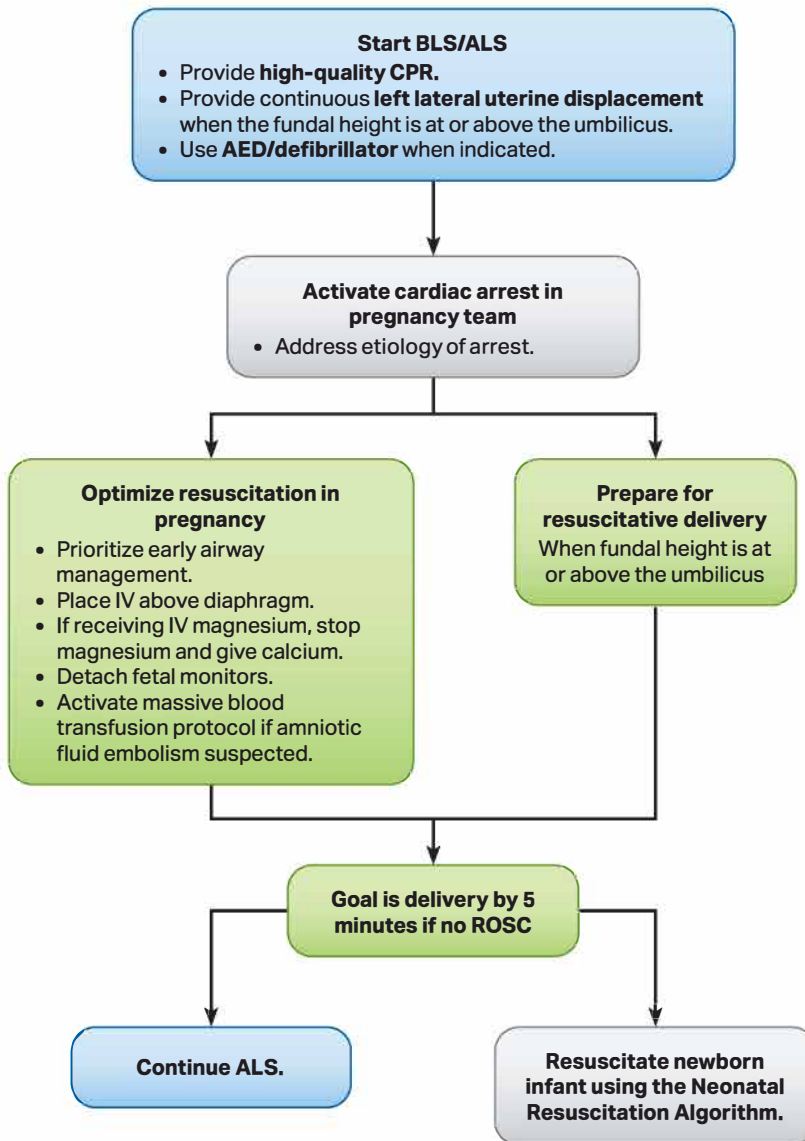 Start BLS/ALS
• Provide high-quality CPR.
• Provide continuous left lateral uterine displacement
when the fundal height is at or above the umbilicus.
• Use AED/defibrillator when indicated.
Activate cardiac arrest in
pregnancy team
• Address etiology of arrest.
Optimize resuscitation in
pregnancy
• Prioritize early airway
management.
• Place IV above diaphragm.
• If receiving IV magnesium, stop
magnesium and give calcium.
• Detach fetal monitors.
• Activate massive blood
transfusion protocol if amniotic
fluid embolism suspected.
Prepare for
resuscitative delivery
When fundal height is at
or above the umbilicus
Goal is delivery by 5
minutes if no ROSC
Continue ALS.
Resuscitate newborn
infant using the Neonatal
Resuscitation Algorithm.